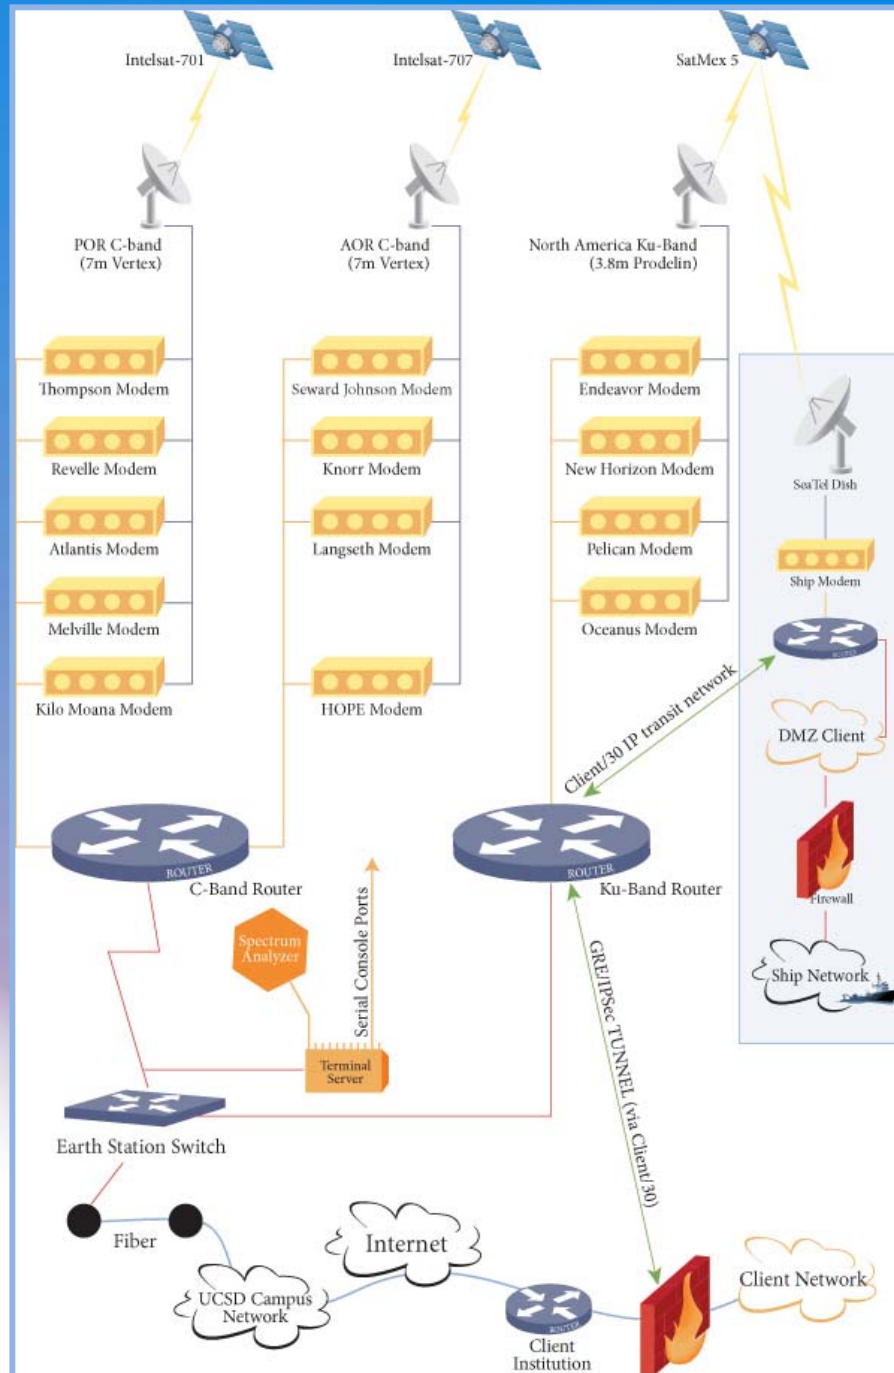 Intelsat-701
Intelsat-707
SatMex 5
POR C-band
(7m Vertex)
AOR C-band
(7m Vertex)
North America Ku-Band
(3.8m Prodelin)
Thompson Modem
Seward Johnson Modem
Endeavor Modem
Revelle Modem
Knorr Modem
New Horizon Modem
SeaTel Dish
Atlantis Modem
Langseth Modem
Pelican Modem
Ship Modem
Melville Modem
Oceanus Modem
ROUTER
Kilo Moana Modem
HOPE Modem
Client/30 IP transit network
DMZ Client
ROUTER
C-Band Router
ROUTER
Ku-Band Router
Firewall
Spectrum
Analyzer
Serial Console Ports
Ship Network
Terminal
Server
GRE/IPSec TUNNEL (via Client/30)
Earth Station Switch
Fiber
Internet
UCSD Campus
Network
ROUTER
Client
Institution
Client Network